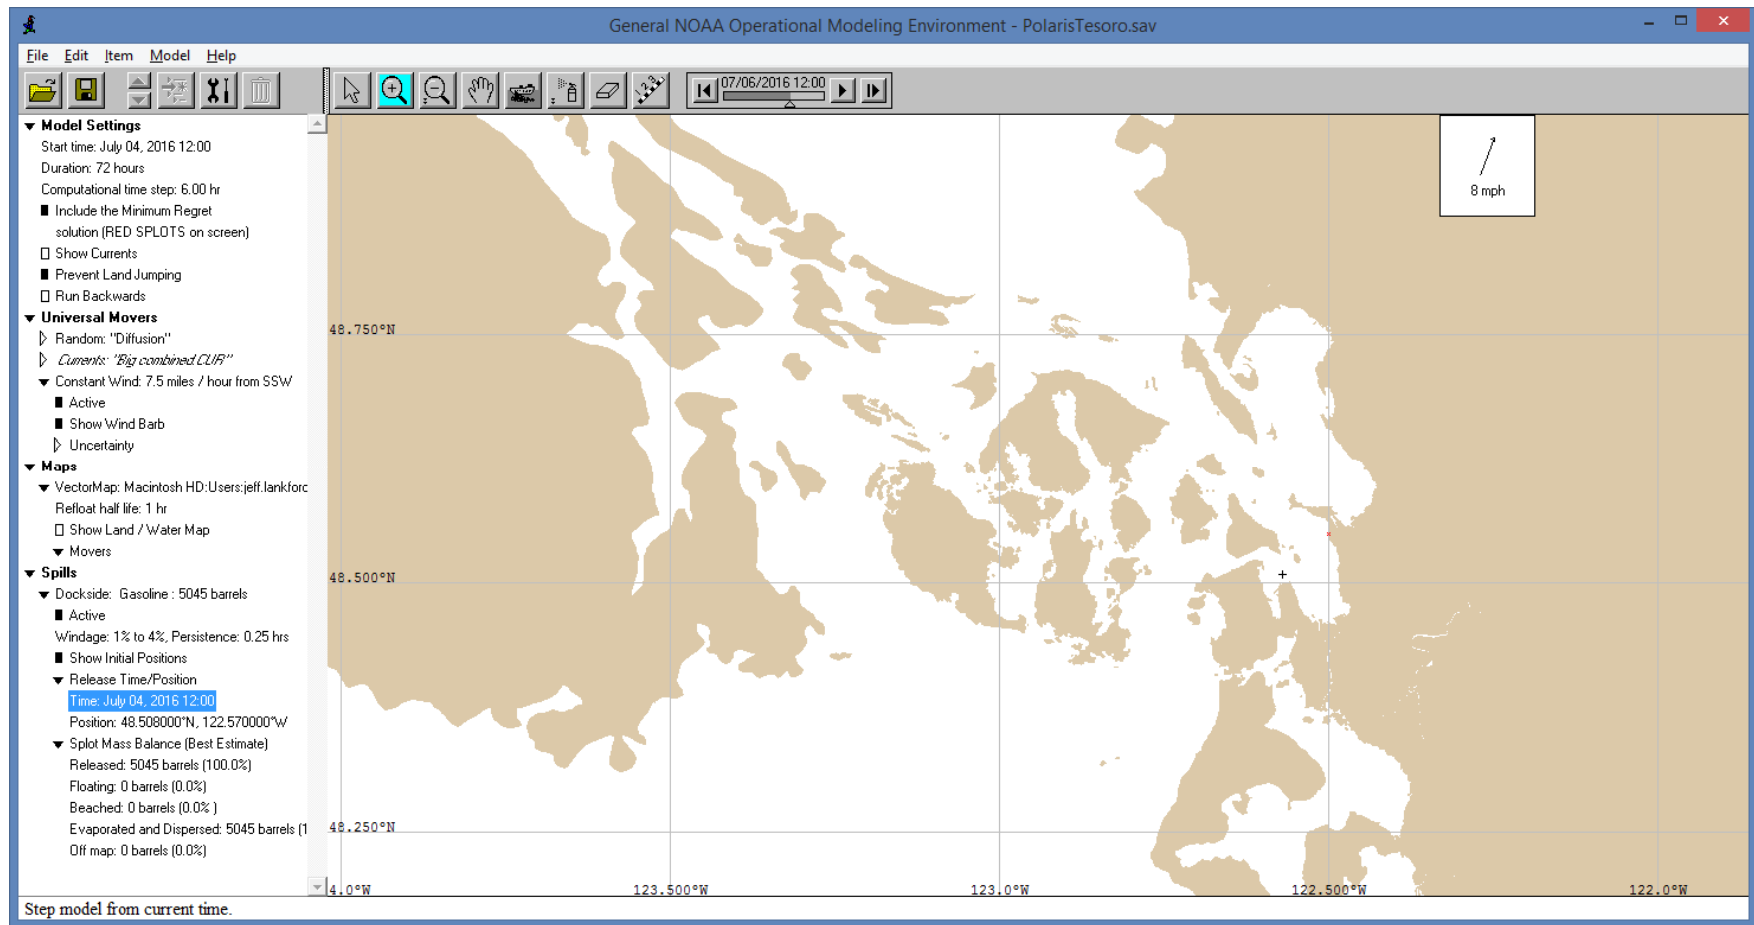 General NOAA Operational Modeling Environment - PolarisTesoro.sav
File Edit Item Model Help
07/06/2016 12:00
Model Settings
Start time: July 04, 2016 12:00
Duration: 72 hours
Computational time step: 6.00 hr
Include the Minimum Regret
solution (RED SPLOTS on screen)
Show Currents
Prevent Land Jumping
Run Backwards
Universal Movers
Random: "Diffusion"
Currents: "Big combined.CUR"
Constant Wind: 7.5 miles / hour from SSW
Active
Show Wind Barb
Uncertainty
Maps
VectorMap: Macintosh HD:Users:jeff.lankforc
Refloat half life: 1 hr
Show Land / Water Map
Movers
Spills
Dockside: Gasoline : 5045 barrels
Active
Windage: 1% to 4%, Persistence: 0.25 hrs
Show Initial Positions
Release Time/Position
Time: July 04, 2016 12:00
Position: 48.508000°N, 122.570000°W
Splot Mass Balance (Best Estimate)
Released: 5045 barrels (100.0%)
Floating: 0 barrels (0.0%)
Beached: 0 barrels (0.0% )
Evaporated and Dispersed: 5045 barrels (1
Off map: 0 barrels (0.0%)
8 mph
48.750°N
48.500°N
48.250°N
4.0°W 123.500°W 123.0°W 122.500°W 122.0°W
Step model from current time.